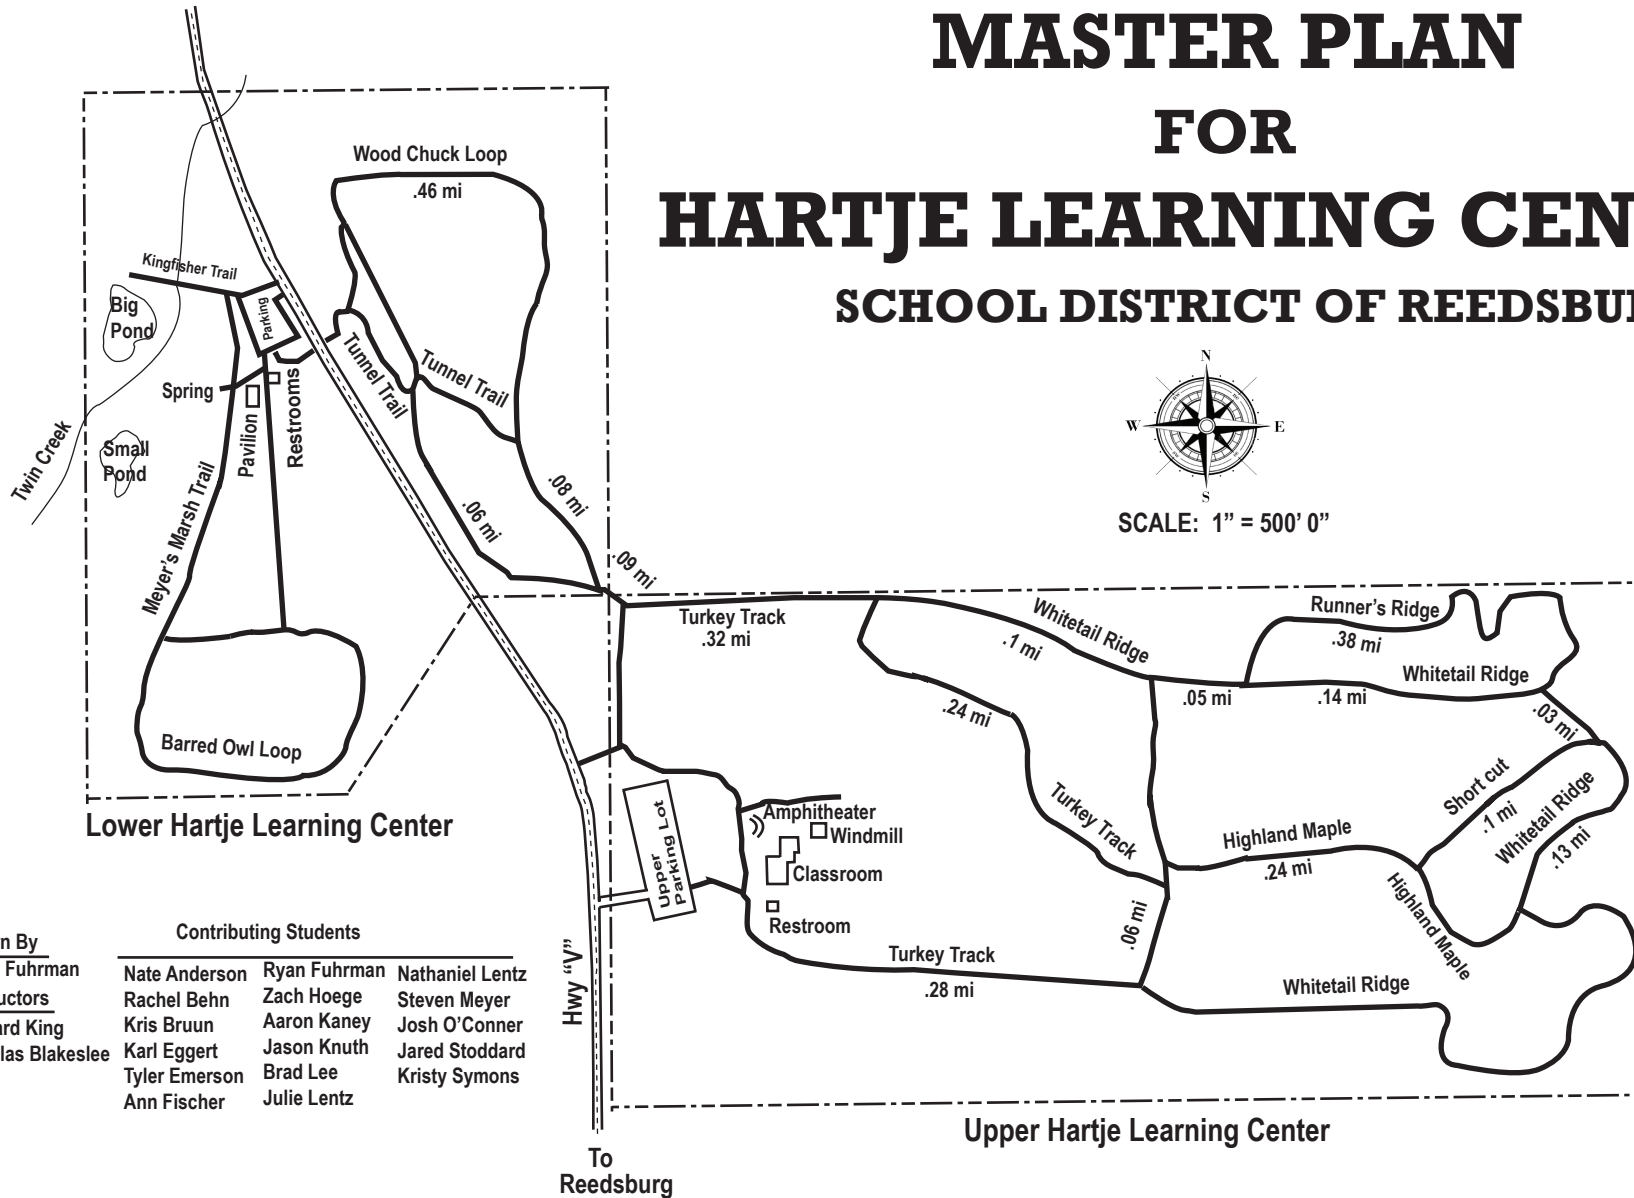 MASTER PLAN
FOR
HARTJE LEARNING CEN
SCHOOL DISTRICT OF REEDSBU
N
W
E
S
SCALE: 1” = 500’ 0”
Wood Chuck Loop
.46 mi
Kingfisher Trail
Big
Pond
Parking
Tunnel Trail
Tunnel Trail
Spring
Pavilion
Restrooms
Twin Creek
Small
Pond
Meyer’s Marsh Trail
.06 mi
.08 mi
.09 mi
Barred Owl Loop
Lower Hartje Learning Center
Turkey Track
.32 mi
Whitetail Ridge
.1 mi
Runner’s Ridge
.38 mi
Whitetail Ridge
.05 mi
.14 mi
.03 mi
.24 mi
Turkey Track
Short cut
.1 mi
Whitetail Ridge
.13 mi
Highland Maple
.24 mi
Highland Maple
Upper
Parking Lot
Amphitheater
Windmill
Classroom
Restroom
.06 mi
Turkey Track
.28 mi
Whitetail Ridge
Hwy “V”
To
Reedsburg
Upper Hartje Learning Center
n By
Fuhrman
uctors
ard King
las Blakeslee
Contributing Students
Nate Anderson
Rachel Behn
Kris Bruun
Karl Eggert
Tyler Emerson
Ann Fischer
Ryan Fuhrman
Zach Hoege
Aaron Kaney
Jason Knuth
Brad Lee
Julie Lentz
Nathaniel Lentz
Steven Meyer
Josh O’Conner
Jared Stoddard
Kristy Symons